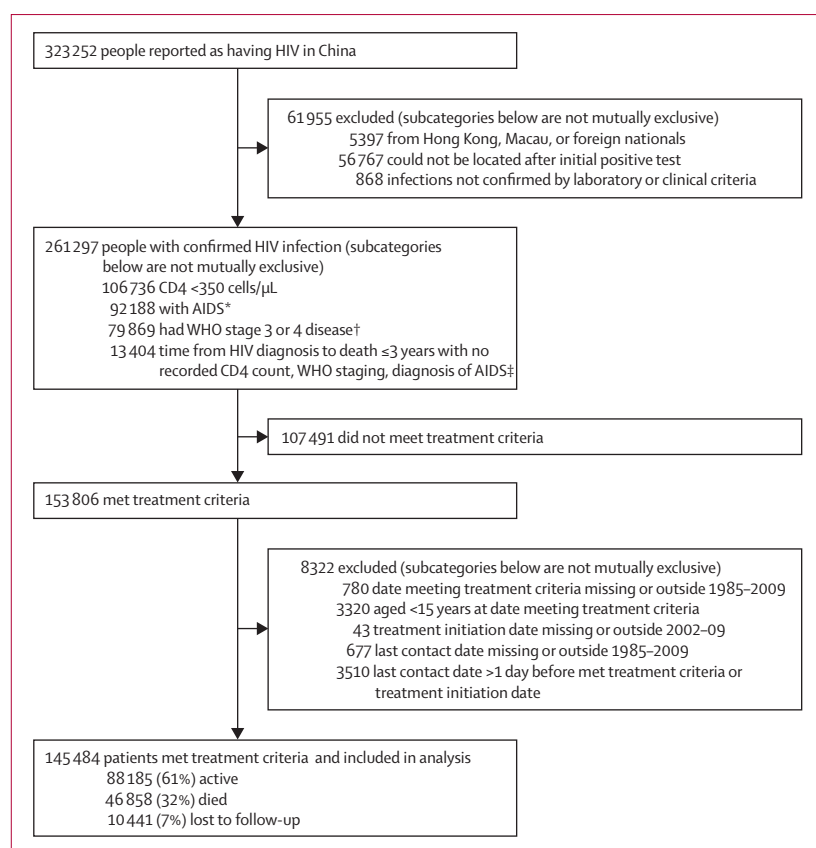 323 252 people reported as having HIV in China
61 955 excluded (subcategories below are not mutually exclusive)
5397 from Hong Kong, Macau, or foreign nationals
56 767 could not be located after initial positive test
868 infections not confirmed by laboratory or clinical criteria
261 297 people with confirmed HIV infection (subcategories
below are not mutually exclusive)
106 736 CD4 <350 cells/μL
92 188 with AIDS*
79 869 had WHO stage 3 or 4 disease†
13 404 time from HIV diagnosis to death ≤3 years with no
recorded CD4 count, WHO staging, diagnosis of AIDS‡
107 491 did not meet treatment criteria
153 806 met treatment criteria
8322 excluded (subcategories below are not mutually exclusive)
780 date meeting treatment criteria missing or outside 1985–2009
3320 aged <15 years at date meeting treatment criteria
43 treatment initiation date missing or outside 2002–09
677 last contact date missing or outside 1985–2009
3510 last contact date >1 day before met treatment criteria or
treatment initiation date
145 484 patients met treatment criteria and included in analysis
88 185 (61%) active
46 858 (32%) died
10 441 (7%) lost to follow-up